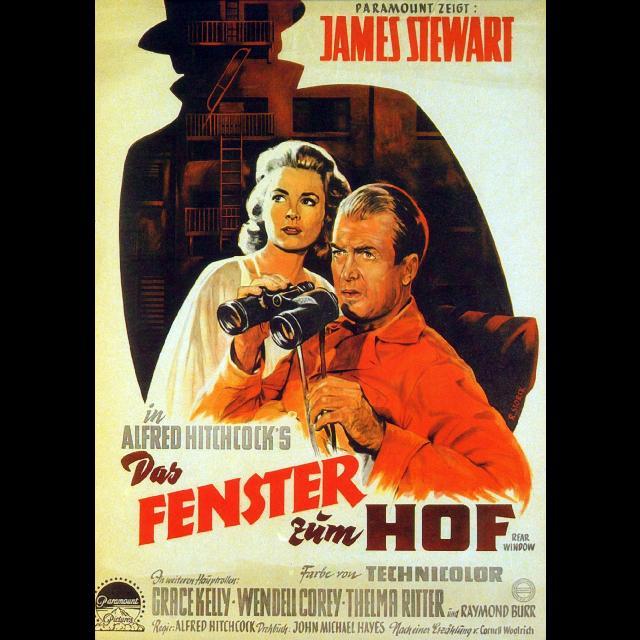 PARAMOUNT ZEIGT:
JAMES STEWART
in
ALFRED HITCHCOCK'S
Das
FENSTER
zum HOF
REAR
WINDOW
In weiteren Hauptrollen:
Farbe von TECHNICOLOR
GRACE KELLY · WENDELL COREY · THELMA RITTER und RAYMOND BURR
Regie: ALFRED HITCHCOCK Drehbuch: JOHN MICHAEL HAYES Nach einer Erzählung v. Cornell Woolrich
Paramount
Pictures